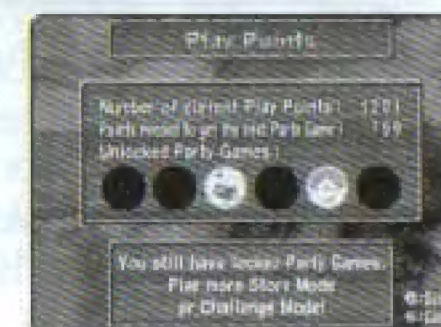 Play Points
Number of current Play Points: 1201
Points needed to get the next Party Game:
Unlocked Party Games:
You still have locked Party Games.
Play more Story Mode
or Challenge Mode!